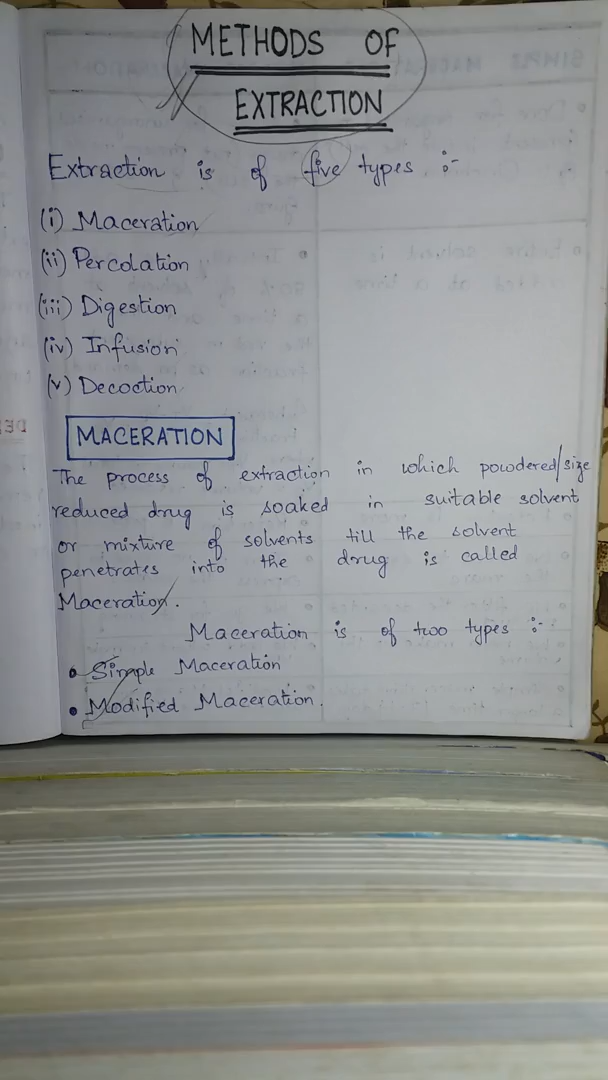 METHODS OF
EXTRACTION
Extraction is of five types :-
(i) Maceration
(ii) Percolation
(iii) Digestion
(iv) Infusion
(v) Decoction
MACERATION
The process of extraction in which powdered/size
reduced drug is soaked in suitable solvent
or mixture of solvents till the solvent
penetrates into the drug is called
Maceration.
Maceration is of two types :-
• Simple Maceration
• Modified Maceration.